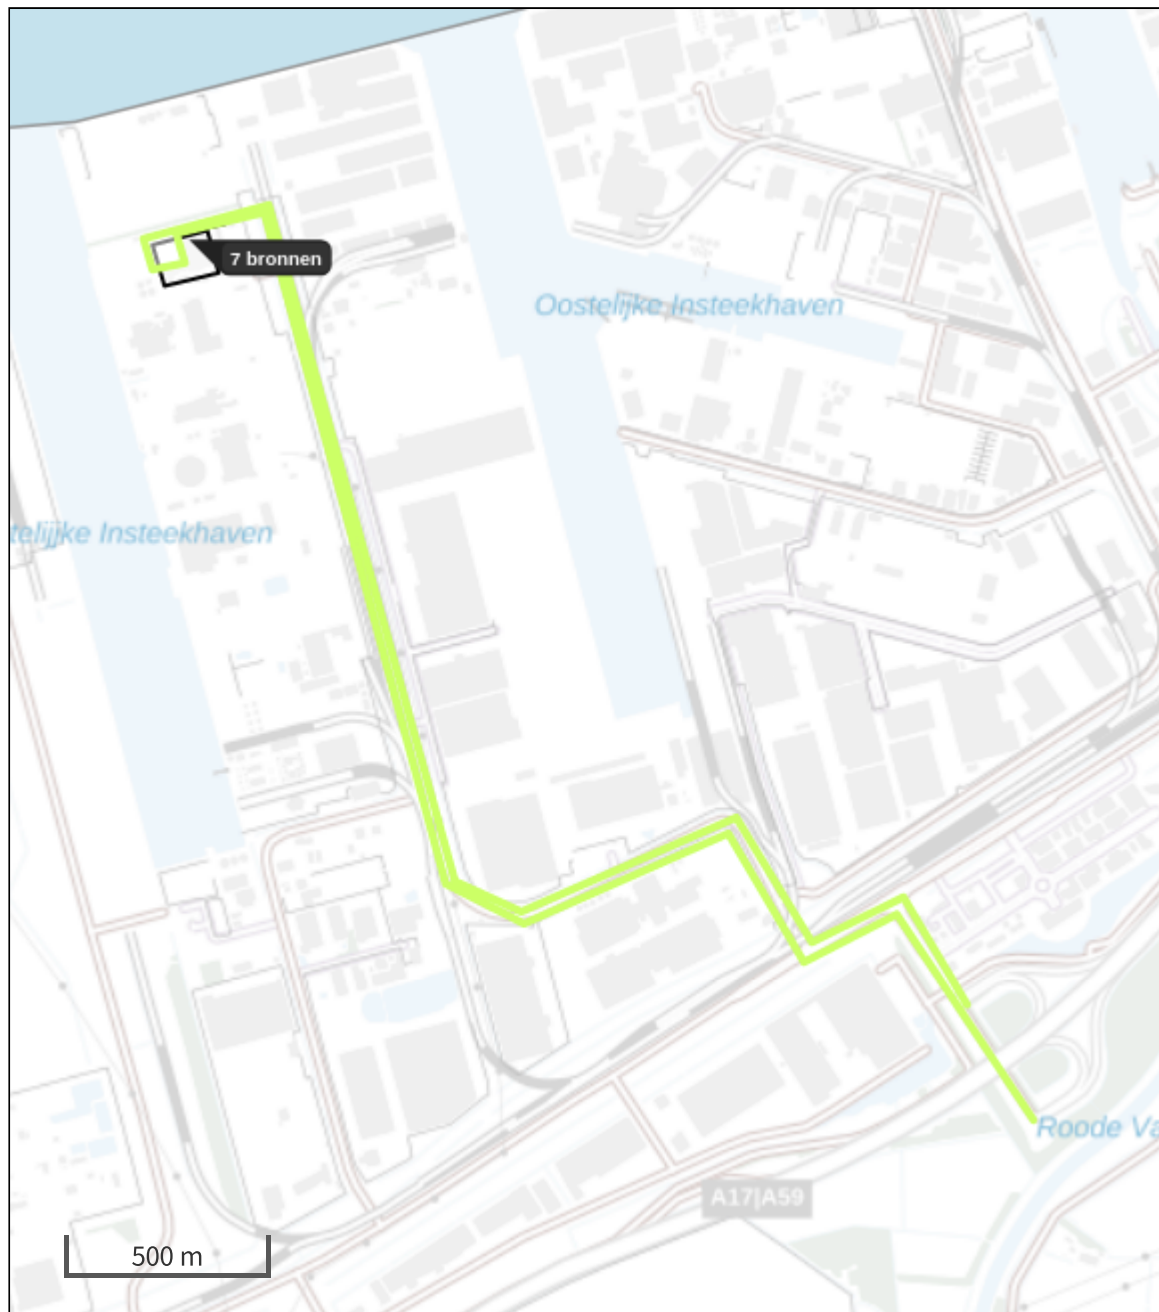 7 bronnen
Oostelijke Insteekhaven
telijke Insteekhaven
Roode Va
A17|A59
500 m